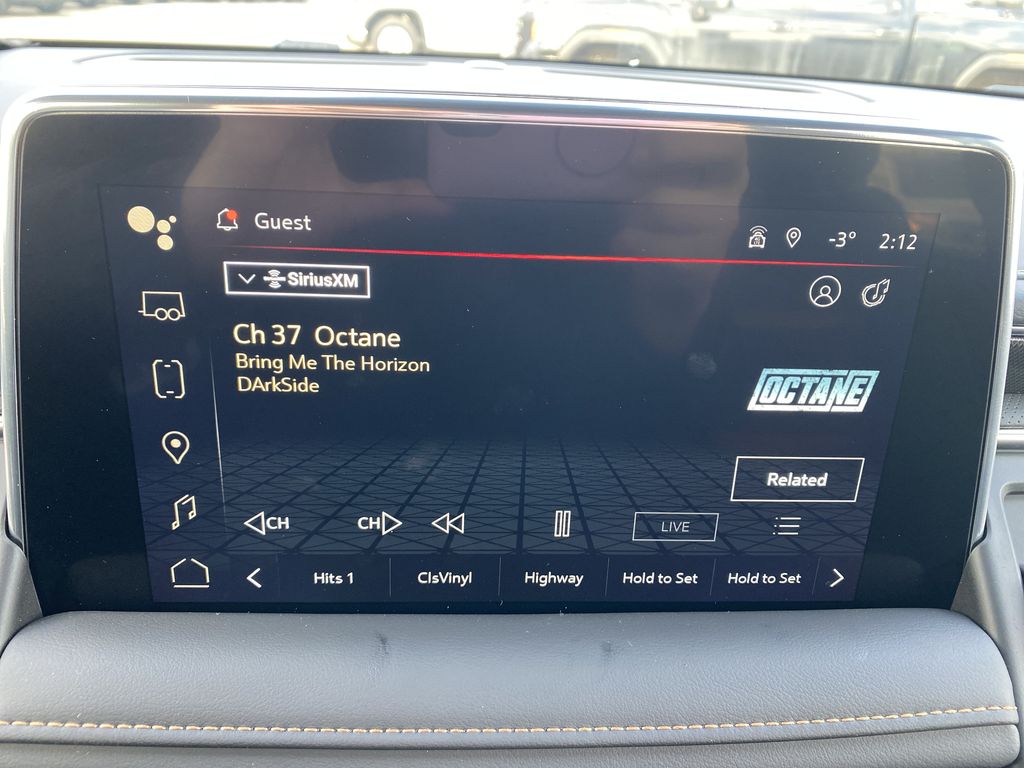 Guest
-3° 2:12
SiriusXM
Ch 37 Octane
Bring Me The Horizon
DArkSide
OCTANE
Related
CH CH LIVE
Hits 1 ClsVinyl Highway Hold to Set Hold to Set